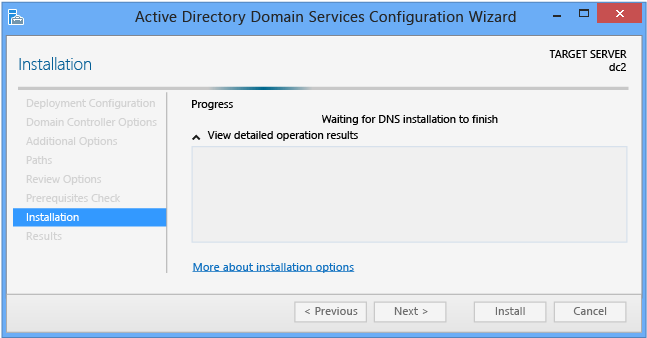 Active Directory Domain Services Configuration Wizard
Installation
TARGET SERVER
dc2
Deployment Configuration
Domain Controller Options
Additional Options
Paths
Review Options
Prerequisites Check
Installation
Results
Progress
Waiting for DNS installation to finish
View detailed operation results
More about installation options
< Previous
Next >
Install
Cancel